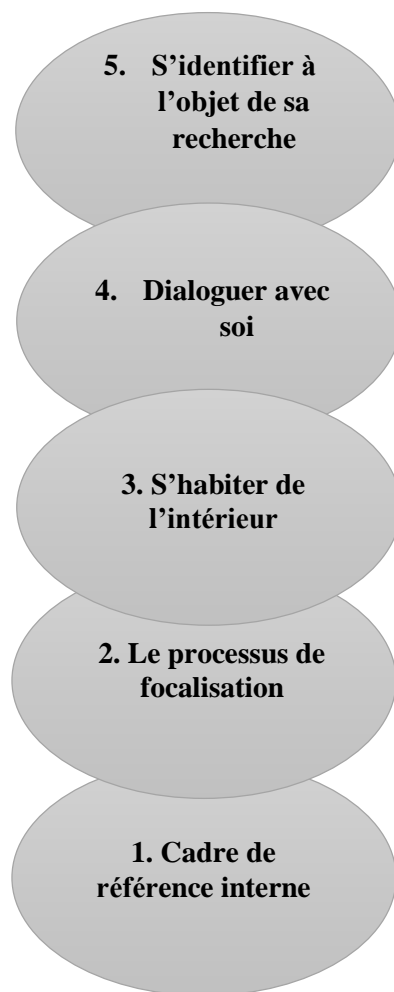 5. S’identifier à
l’objet de sa
recherche
4. Dialoguer avec
soi
3. S’habiter de
l’intérieur
2. Le processus de
focalisation
1. Cadre de
référence interne